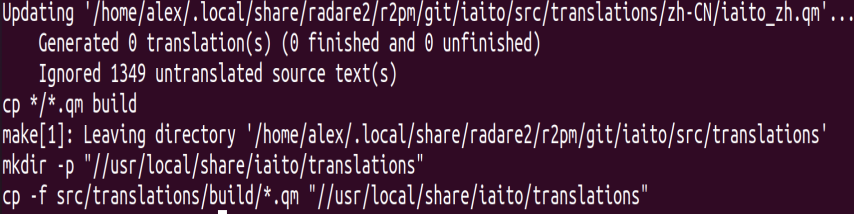 Updating '/home/alex/.local/share/radare2/r2pm/git/iaito/src/translations/zh-CN/iaito_zh.qm'...
    Generated 0 translation(s) (0 finished and 0 unfinished)
    Ignored 1349 untranslated source text(s)
cp */*.qm build
make[1]: Leaving directory '/home/alex/.local/share/radare2/r2pm/git/iaito/src/translations'
mkdir -p "//usr/local/share/iaito/translations"
cp -f src/translations/build/*.qm "//usr/local/share/iaito/translations"